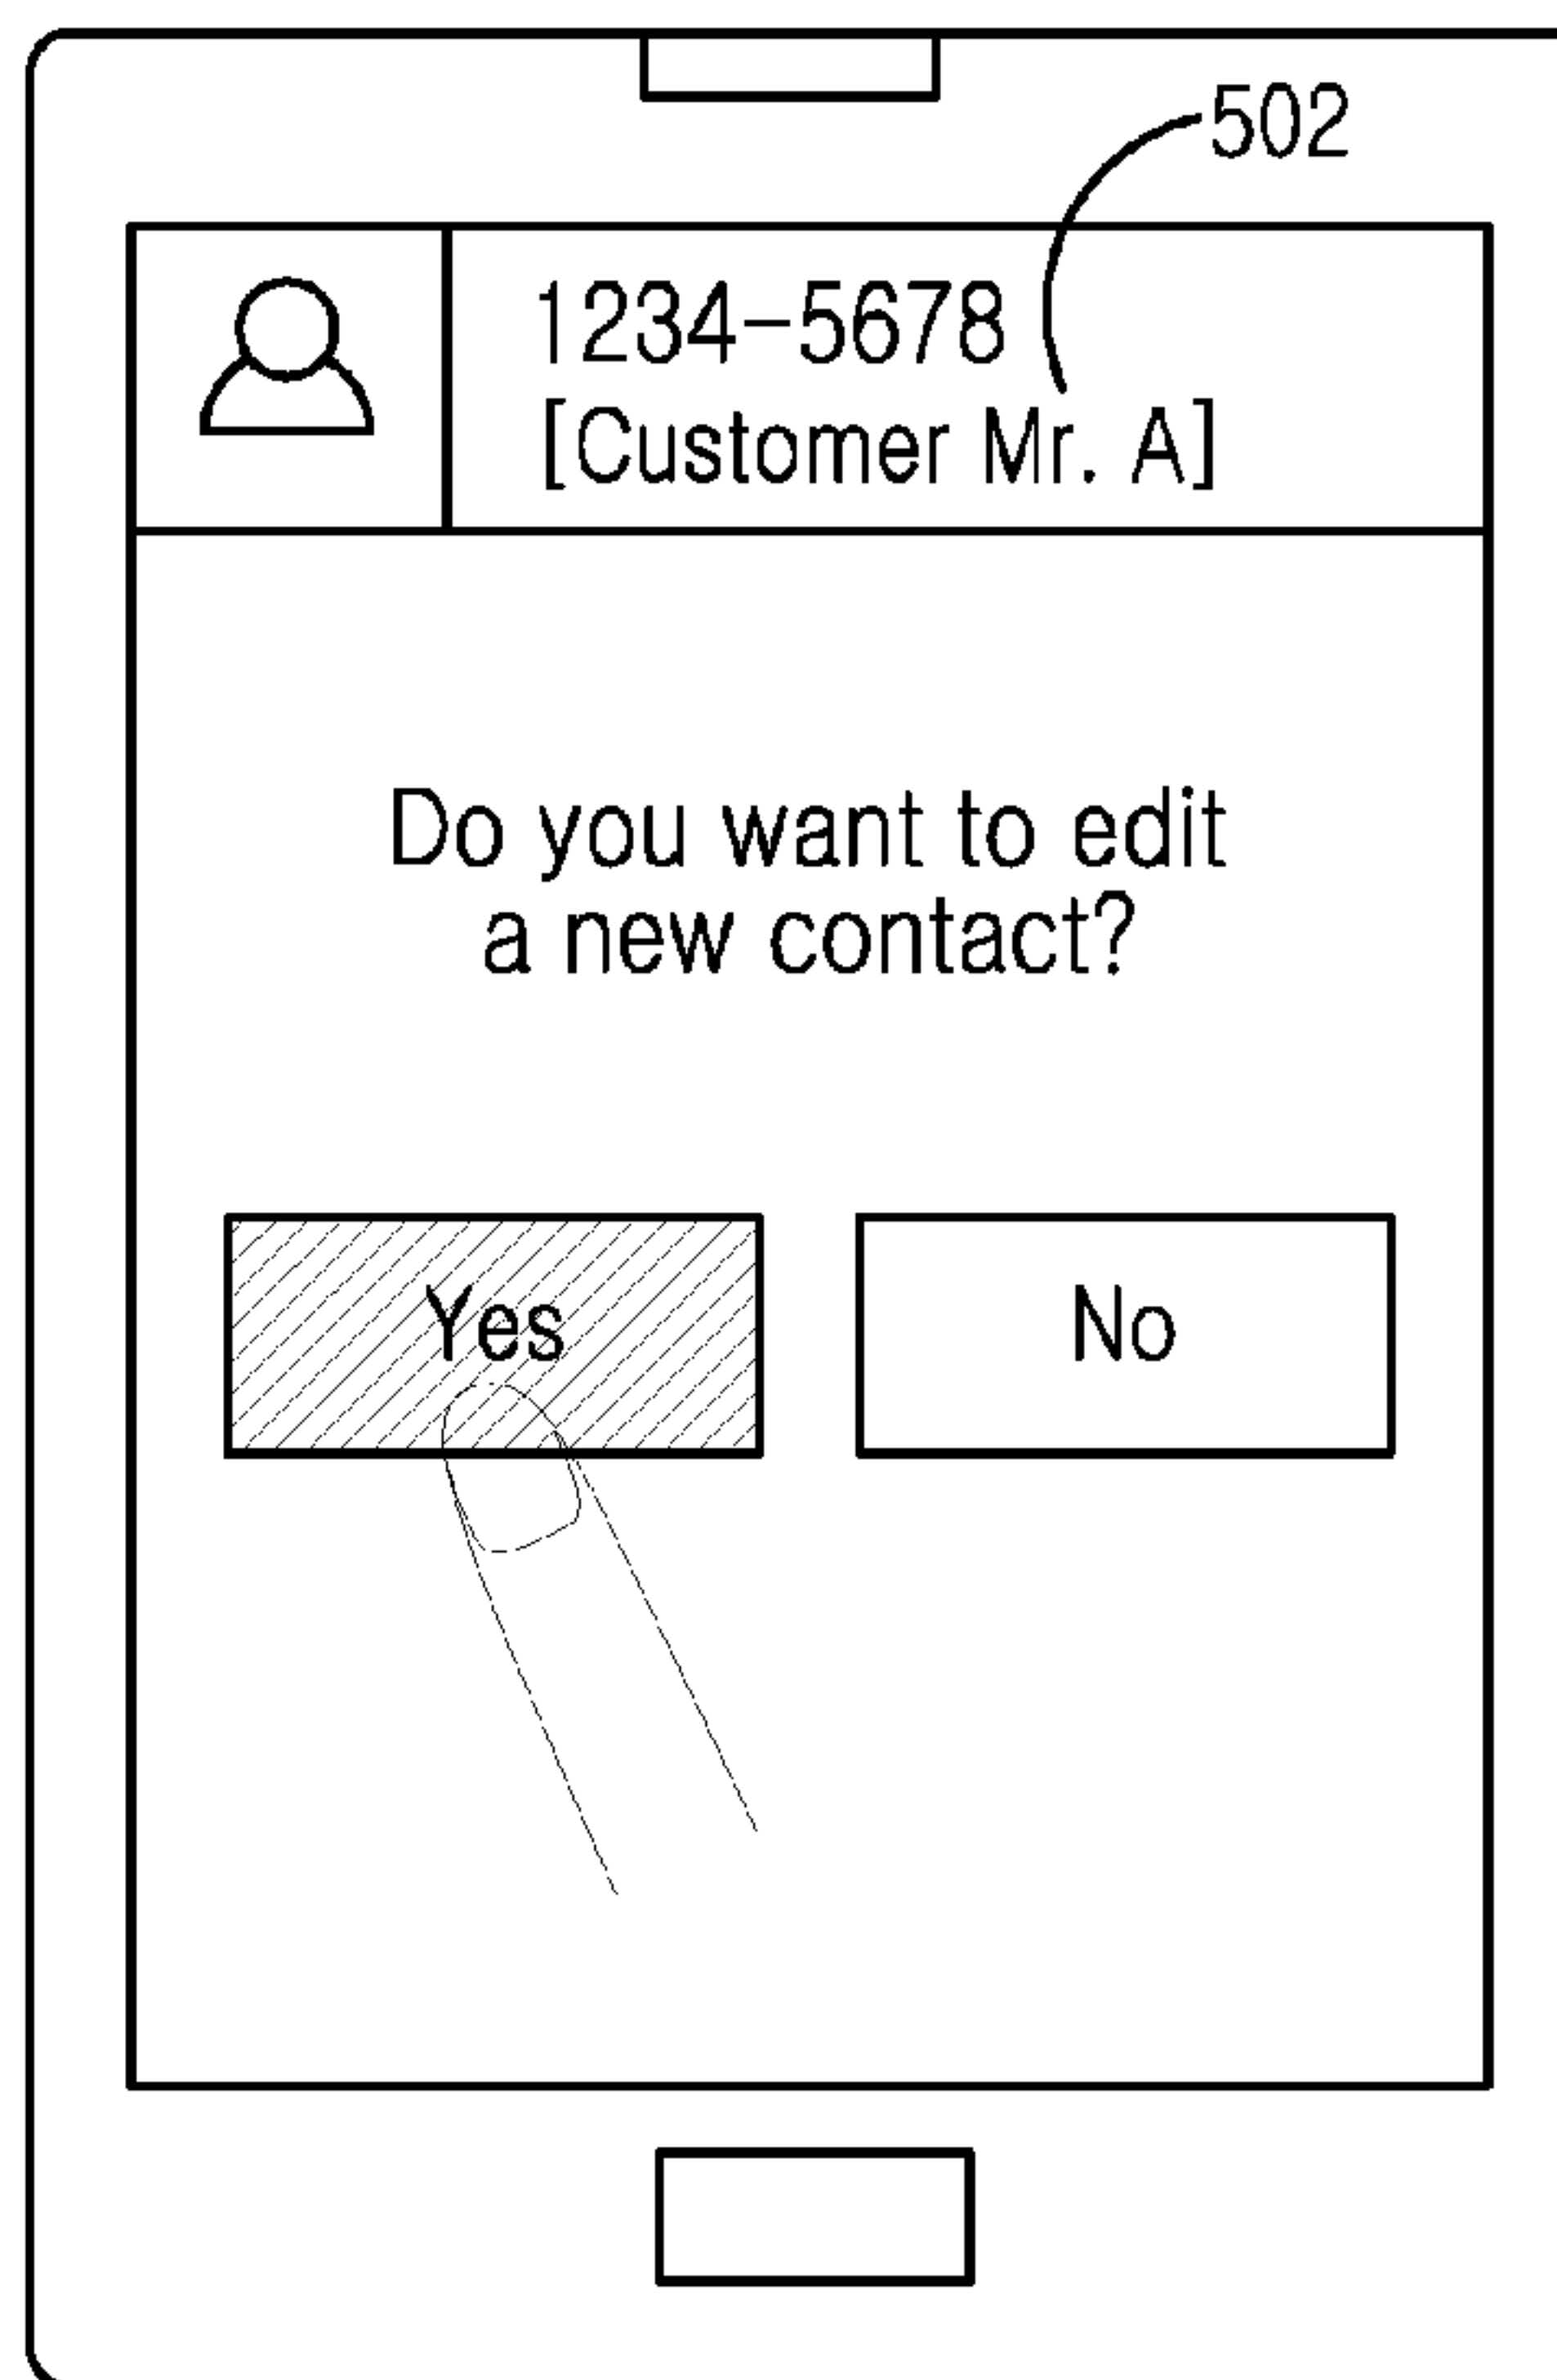 502
1234-5678
[Customer Mr. A]
Do you want to edit
a new contact?
Yes
No